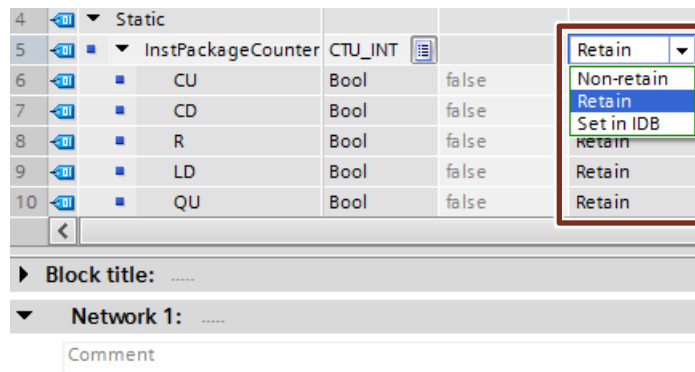 4 Static
5 InstPackageCounter CTU_INT Retain
Non-retain
Retain
Set in IDB
6 CU Bool false
7 CD Bool false
8 R Bool false Retain
9 LD Bool false Retain
10 QU Bool false Retain
Block title: .....
Network 1: .....
Comment